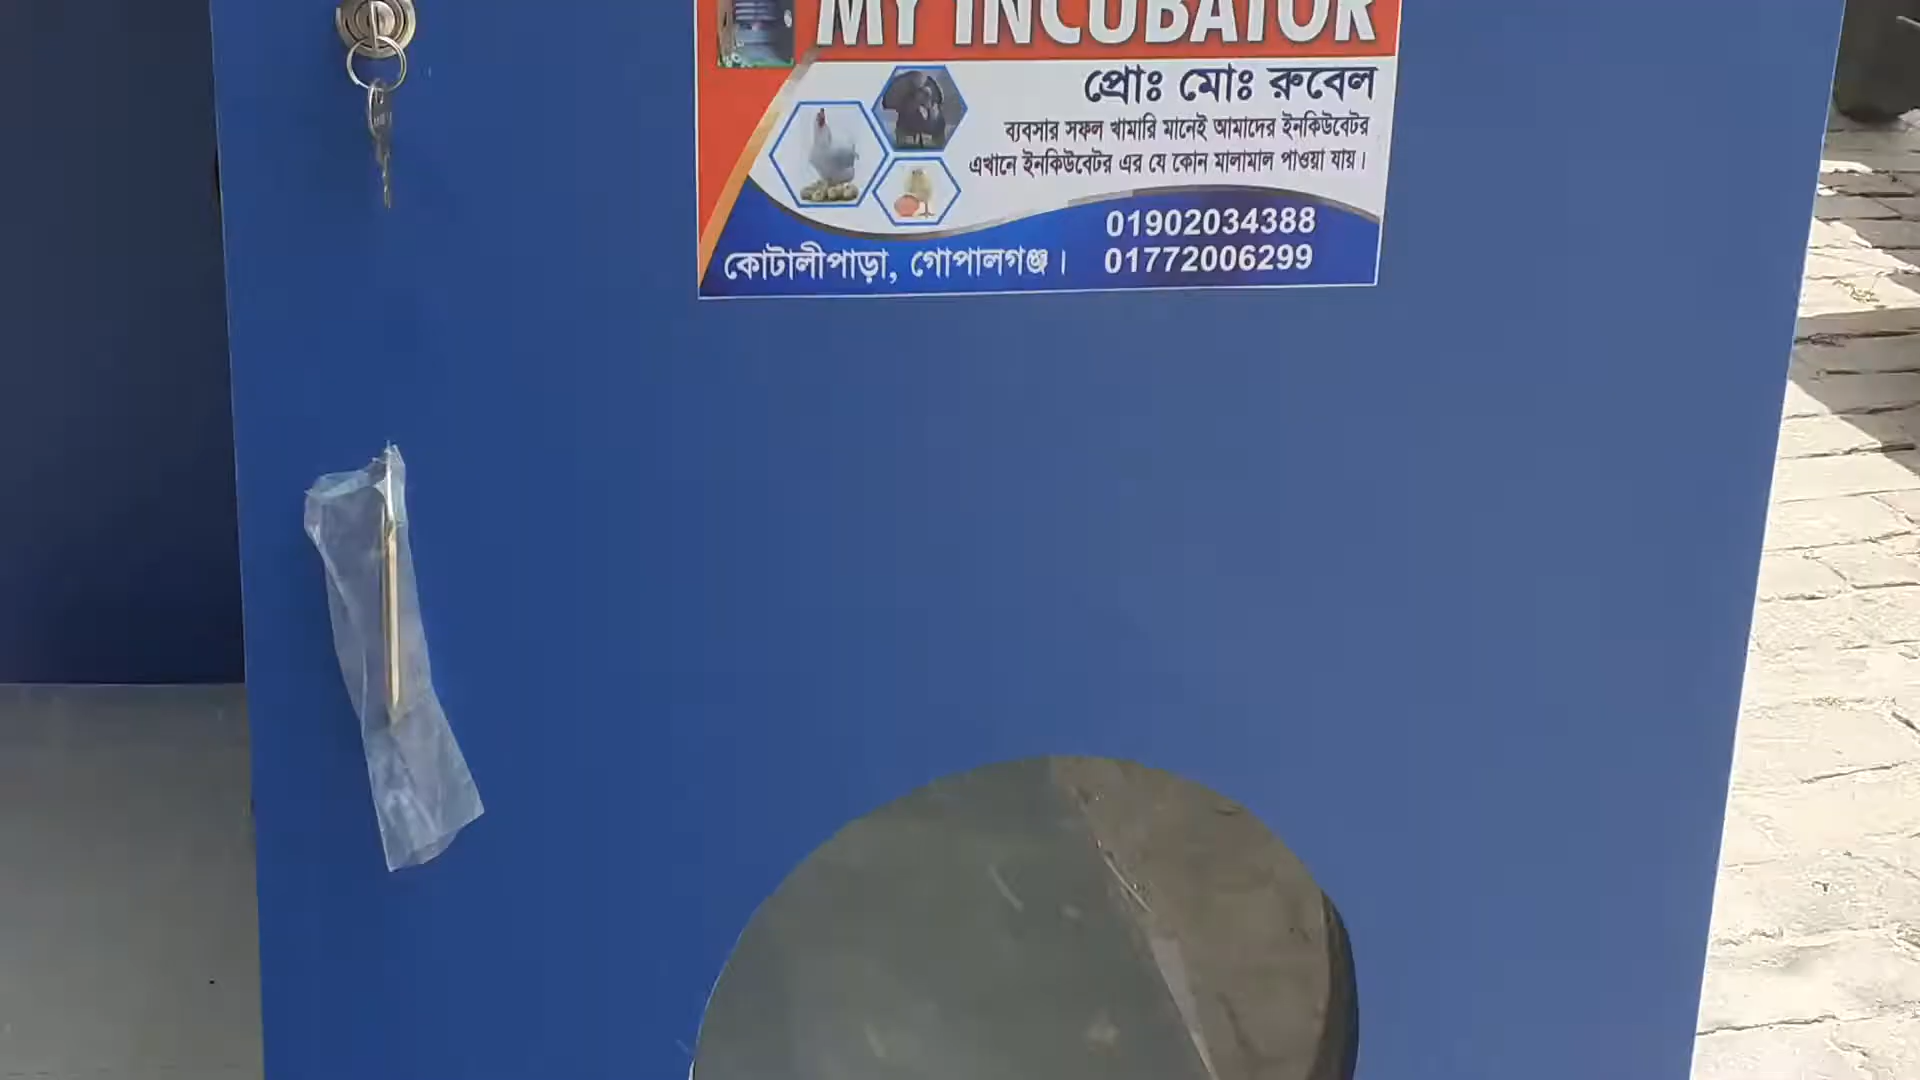 MY INCUBATOR
প্রোঃ মোঃ রুবেল
ব্যবসার সফল খামারি মানেই আমাদের ইনকিউবেটর
এখানে ইনকিউবেটর এর যে কোন মালামাল পাওয়া যায়।
01902034388
কোটালীপাড়া, গোপালগঞ্জ। 01772006299